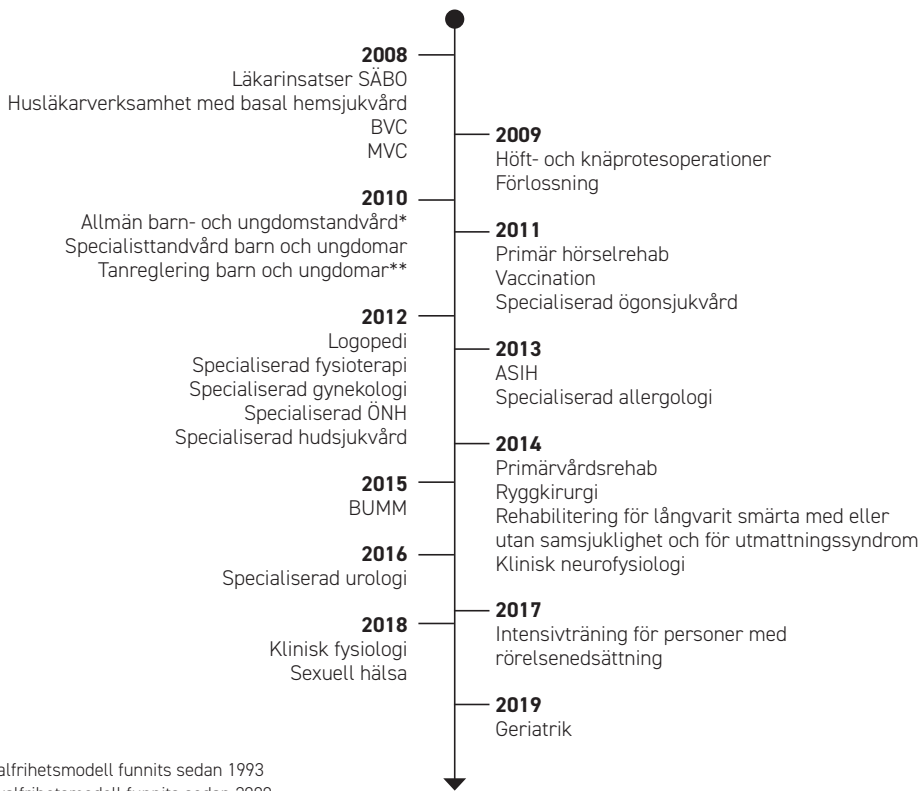 2008
Läkarinsatser SÄBO
Husläkarverksamhet med basal hemsjukvård
BVC
MVC
2009
Höft- och knäprotesoperationer
Förlossning
2010
Allmän barn- och ungdomstandvård*
Specialisttandvård barn och ungdomar
Tanreglering barn och ungdomar**
2011
Primär hörselrehab
Vaccination
Specialiserad ögonsjukvård
2012
Logopedi
Specialiserad fysioterapi
Specialiserad gynekologi
Specialiserad ÖNH
Specialiserad hudsjukvård
2013
ASIH
Specialiserad allergologi
2014
Primärvårdsrehab
Ryggkirurgi
Rehabilitering för långvarit smärta med eller
utan samsjuklighet och för utmattningssyndrom
Klinisk neurofysiologi
2015
BUMM
2016
Specialiserad urologi
2017
Intensivträning för personer med
rörelsenedsättning
2018
Klinisk fysiologi
Sexuell hälsa
2019
Geriatrik
alfrihetsmodell funnits sedan 1993